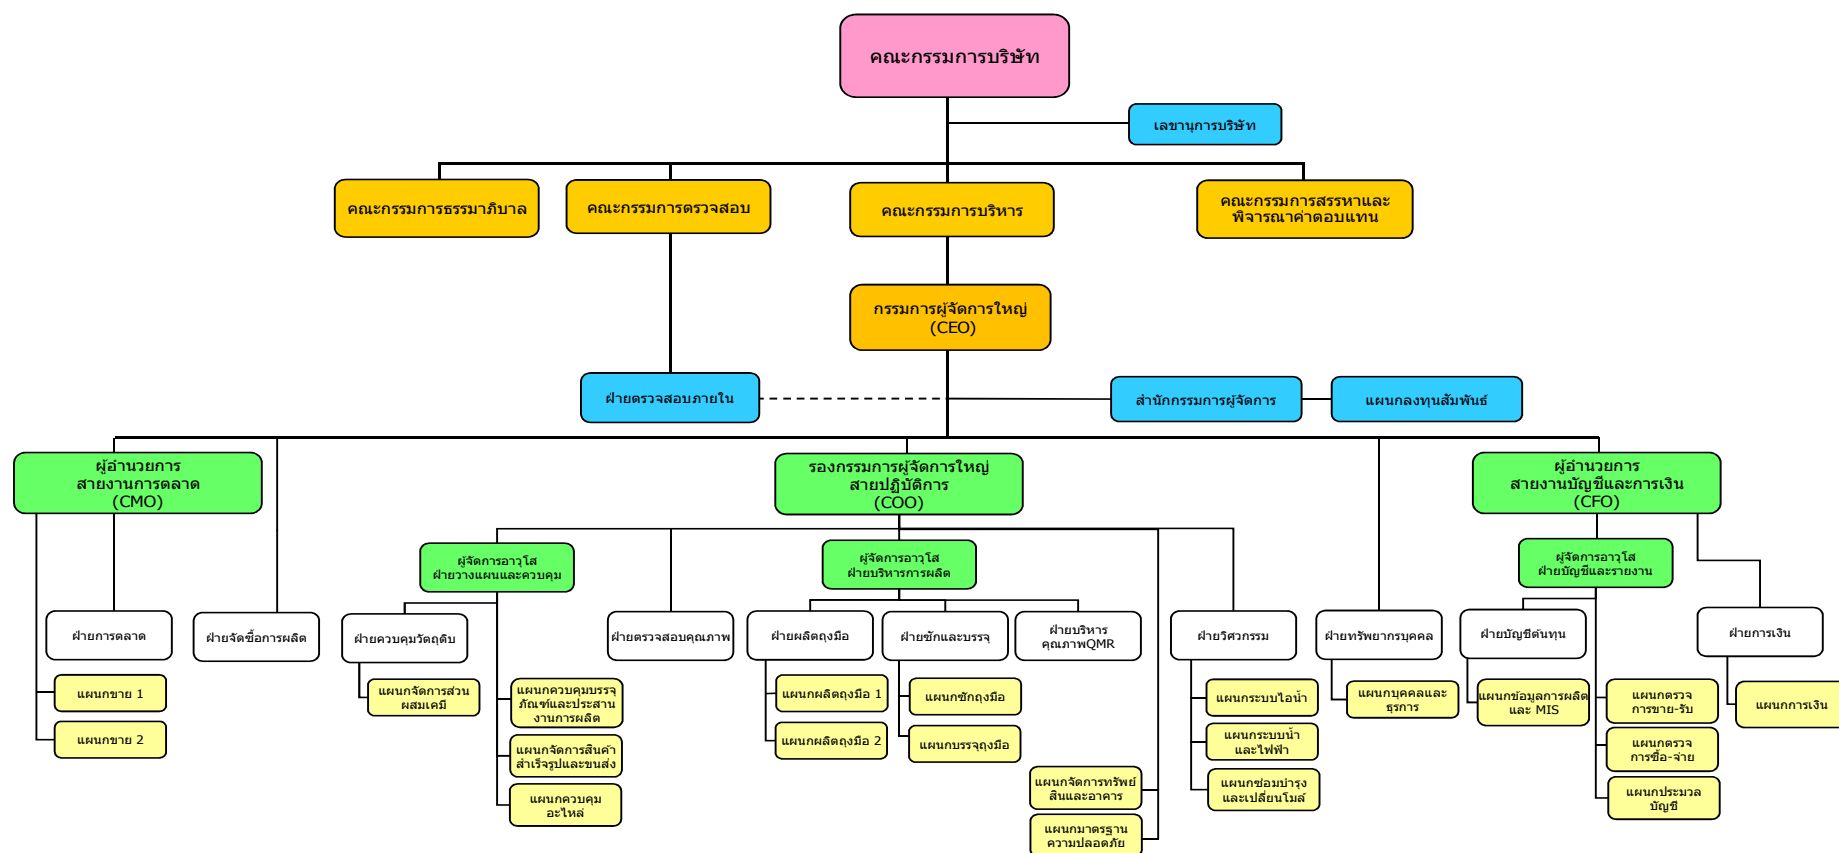 คณะกรรมการบริษัท
เลขานุการบริษัท
คณะกรรมการธรรมาภิบาล
คณะกรรมการตรวจสอบ
คณะกรรมการบริหาร
คณะกรรมการสรรหาและ
พิจารณาค่าตอบแทน
กรรมการผู้จัดการใหญ่
(CEO)
ฝ่ายตรวจสอบภายใน
สำนักกรรมการผู้จัดการ
แผนกลงทุนสัมพันธ์
ผู้อำนวยการ
สายงานการตลาด
(CMO)
รองกรรมการผู้จัดการใหญ่
สายปฏิบัติการ
(COO)
ผู้อำนวยการ
สายงานบัญชีและการเงิน
(CFO)
ผู้จัดการอาวุโส
ฝ่ายวางแผนและควบคุม
ผู้จัดการอาวุโส
ฝ่ายบริหารการผลิต
ผู้จัดการอาวุโส
ฝ่ายบัญชีและรายงาน
ฝ่ายการตลาด
ฝ่ายจัดซื้อการผลิต
ฝ่ายควบคุมวัตถุดิบ
ฝ่ายตรวจสอบคุณภาพ
ฝ่ายผลิตถุงมือ
ฝ่ายซักและบรรจุ
ฝ่ายบริหาร
คุณภาพQMR
ฝ่ายวิศวกรรม
ฝ่ายทรัพยากรบุคคล
ฝ่ายบัญชีต้นทุน
ฝ่ายการเงิน
แผนกขาย 1
แผนกขาย 2
แผนกจัดการส่วน
ผสมเคมี
แผนกควบคุมบรรจุ
ภัณฑ์และประสาน
งานการผลิต
แผนกจัดการสินค้า
สำเร็จรูปและขนส่ง
แผนกควบคุม
อะไหล่
แผนกผลิตถุงมือ 1
แผนกผลิตถุงมือ 2
แผนกซักถุงมือ
แผนกบรรจุถุงมือ
แผนกจัดการทรัพย์
สินและอาคาร
แผนกมาตรฐาน
ความปลอดภัย
แผนกระบบไอน้ำ
แผนกระบบน้ำ
และไฟฟ้า
แผนกซ่อมบำรุง
และเปลี่ยนโมล์
แผนกบุคคลและ
ธุรการ
แผนกข้อมูลการผลิต
และ MIS
แผนกตรวจ
การขาย-รับ
แผนกตรวจ
การซื้อ-จ่าย
แผนกประมวล
บัญชี
แผนกการเงิน